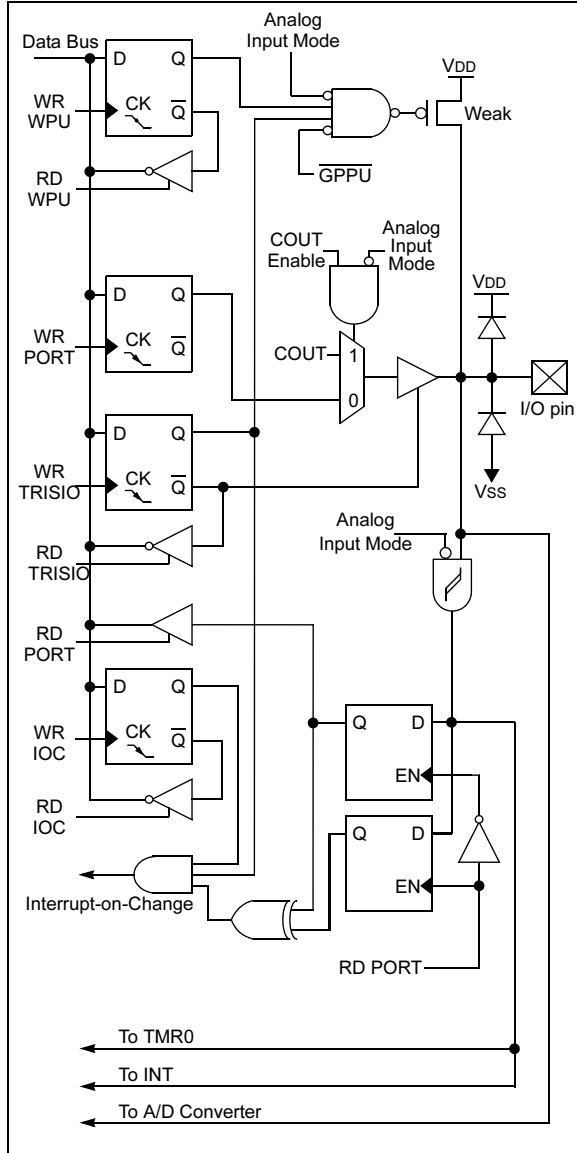 Analog
Input Mode
Data Bus
D Q
VDD
WR
WPU
CK
Q
Weak
RD
WPU
GPPU
COUT
Enable
Analog
Input
Mode
D Q
VDD
WR
PORT
CK
Q
COUT
1
0
I/O pin
D Q
WR
TRISIO
CK
Q
VSS
Analog
Input Mode
RD
TRISIO
RD
PORT
D Q
Q D
WR
IOC
CK
Q
EN
RD
IOC
Q D
EN
Interrupt-on-Change
RD PORT
To TMR0
To INT
To A/D Converter